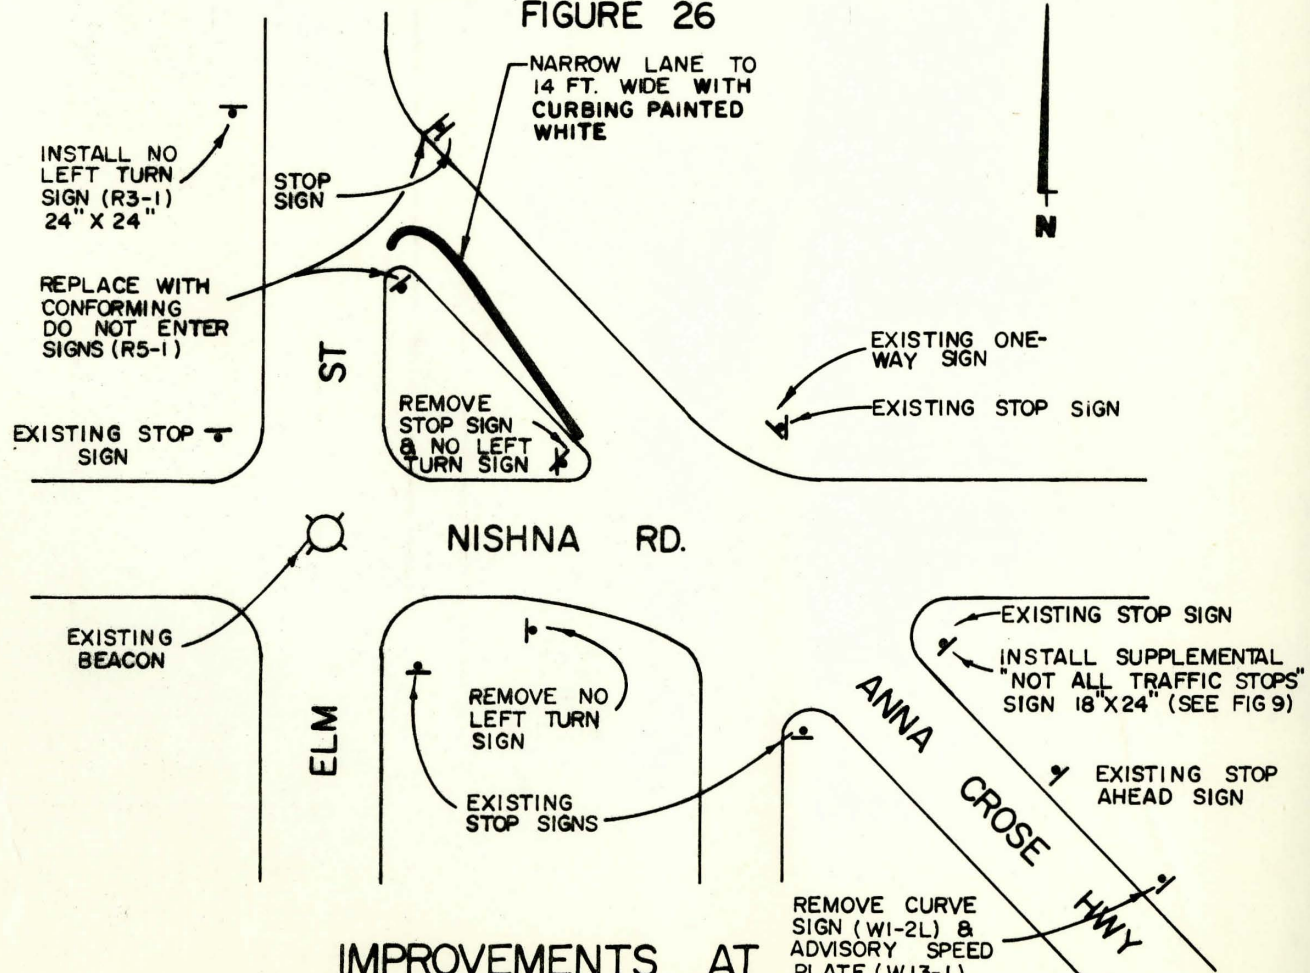 FIGURE 26
NARROW LANE TO
14 FT. WIDE WITH
CURBING PAINTED
WHITE
N
INSTALL NO
LEFT TURN
SIGN (R3-1)
24" X 24"
STOP
SIGN
REPLACE WITH
CONFORMING
DO NOT ENTER
SIGNS (R5-1)
ST
EXISTING ONE-
WAY SIGN
EXISTING STOP SIGN
REMOVE
STOP SIGN
& NO LEFT
TURN SIGN
EXISTING STOP
SIGN
NISHNA RD.
EXISTING
BEACON
EXISTING STOP SIGN
INSTALL SUPPLEMENTAL
"NOT ALL TRAFFIC STOPS"
SIGN 18"X24" (SEE FIG 9)
REMOVE NO
LEFT TURN
SIGN
ELM
ANNA CROSE HWY
EXISTING STOP
AHEAD SIGN
EXISTING
STOP SIGNS
REMOVE CURVE
SIGN (W1-2L) &
ADVISORY SPEED
PLATE (W13-1)
IMPROVEMENTS AT